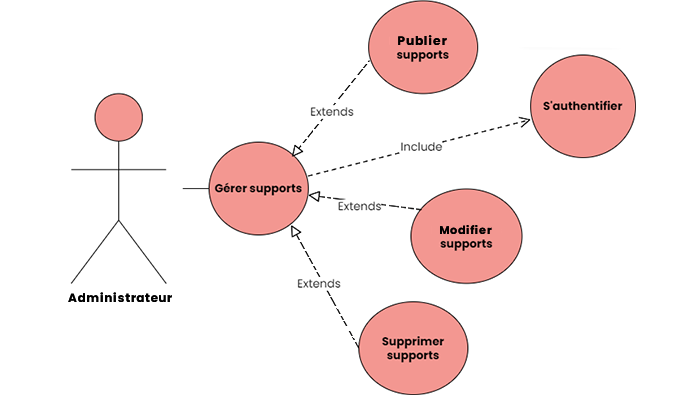 Publier
supports
S'authentifier
Extends
Include
Gérer supports
Extends
Modifier
supports
Extends
Administrateur
Supprimer
supports